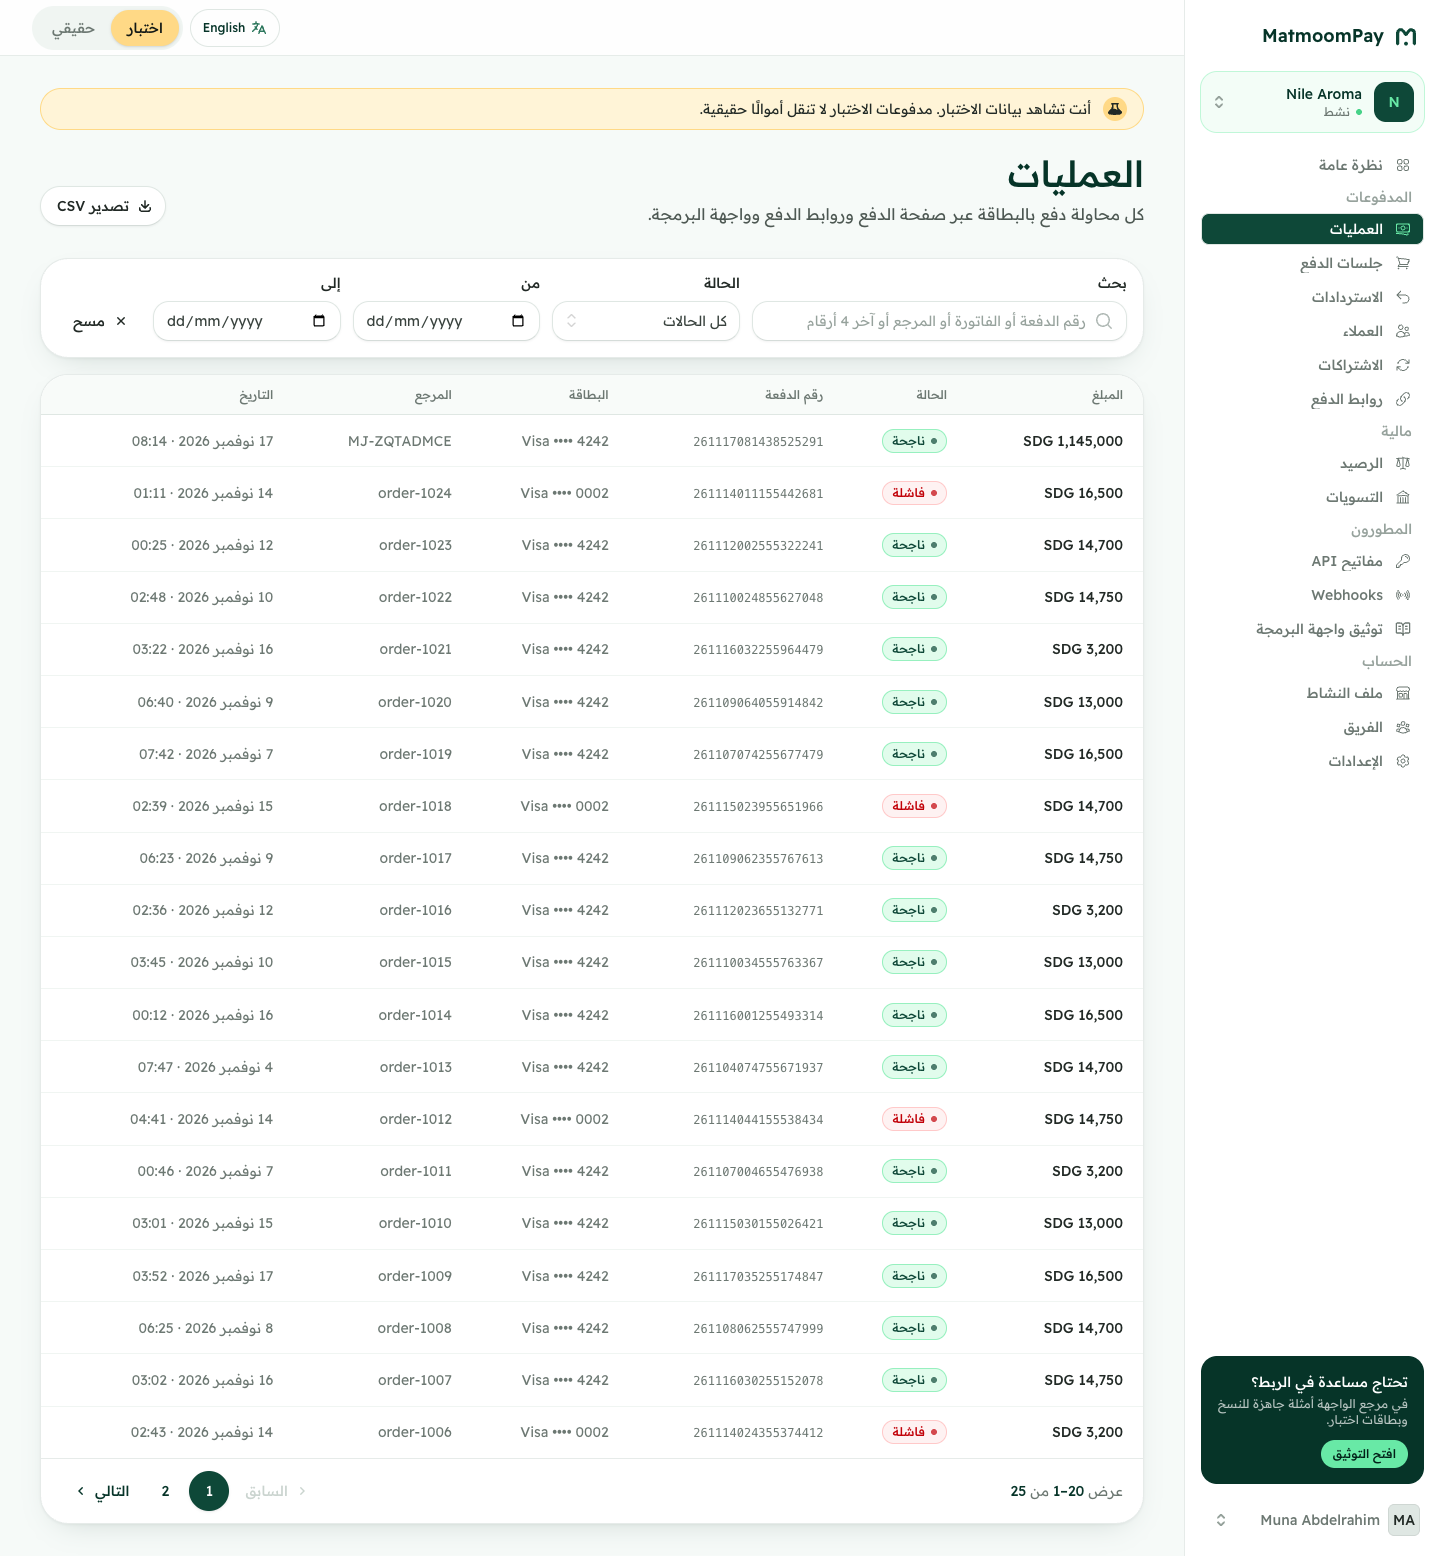 MatmoomPay
N
Nile Aroma
نشط
نظرة عامة
المدفوعات
العمليات
جلسات الدفع
الاستردادات
العملاء
الاشتراكات
روابط الدفع
مالية
الرصيد
التسويات
المطورون
مفاتيح API
Webhooks
توثيق واجهة البرمجة
الحساب
ملف النشاط
الفريق
الإعدادات
تحتاج مساعدة في الربط؟
في مرجع الواجهة أمثلة جاهزة للنسخ
وبطاقات اختبار.
افتح التوثيق
MA Muna Abdelrahim
English اختبار حقيقي
أنت تشاهد بيانات الاختبار. مدفوعات الاختبار لا تنقل أموالًا حقيقية.
العمليات
كل محاولة دفع بالبطاقة عبر صفحة الدفع وروابط الدفع وواجهة البرمجة.
تصدير CSV
بحث الحالة من إلى
رقم الدفعة أو الفاتورة أو المرجع أو آخر 4 أرقام كل الحالات dd/mm/yyyy dd/mm/yyyy مسح
المبلغ الحالة رقم الدفعة البطاقة المرجع التاريخ
SDG 1,145,000 ناجحة 261117081438525291 Visa •••• 4242 MJ-ZQTADMCE 17 نوفمبر 2026 · 08:14
SDG 16,500 فاشلة 261114011155442681 Visa •••• 0002 order-1024 14 نوفمبر 2026 · 01:11
SDG 14,700 ناجحة 261112002555322241 Visa •••• 4242 order-1023 12 نوفمبر 2026 · 00:25
SDG 14,750 ناجحة 261110024855627048 Visa •••• 4242 order-1022 10 نوفمبر 2026 · 02:48
SDG 3,200 ناجحة 261116032255964479 Visa •••• 4242 order-1021 16 نوفمبر 2026 · 03:22
SDG 13,000 ناجحة 261109064055914842 Visa •••• 4242 order-1020 9 نوفمبر 2026 · 06:40
SDG 16,500 ناجحة 261107074255677479 Visa •••• 4242 order-1019 7 نوفمبر 2026 · 07:42
SDG 14,700 فاشلة 261115023955651966 Visa •••• 0002 order-1018 15 نوفمبر 2026 · 02:39
SDG 14,750 ناجحة 261109062355767613 Visa •••• 4242 order-1017 9 نوفمبر 2026 · 06:23
SDG 3,200 ناجحة 261112023655132771 Visa •••• 4242 order-1016 12 نوفمبر 2026 · 02:36
SDG 13,000 ناجحة 261110034555763367 Visa •••• 4242 order-1015 10 نوفمبر 2026 · 03:45
SDG 16,500 ناجحة 261116001255493314 Visa •••• 4242 order-1014 16 نوفمبر 2026 · 00:12
SDG 14,700 ناجحة 261104074755671937 Visa •••• 4242 order-1013 4 نوفمبر 2026 · 07:47
SDG 14,750 فاشلة 261114044155538434 Visa •••• 0002 order-1012 14 نوفمبر 2026 · 04:41
SDG 3,200 ناجحة 261107004655476938 Visa •••• 4242 order-1011 7 نوفمبر 2026 · 00:46
SDG 13,000 ناجحة 261115030155026421 Visa •••• 4242 order-1010 15 نوفمبر 2026 · 03:01
SDG 16,500 ناجحة 261117035255174847 Visa •••• 4242 order-1009 17 نوفمبر 2026 · 03:52
SDG 14,700 ناجحة 261108062555747999 Visa •••• 4242 order-1008 8 نوفمبر 2026 · 06:25
SDG 14,750 ناجحة 261116030255152078 Visa •••• 4242 order-1007 16 نوفمبر 2026 · 03:02
SDG 3,200 فاشلة 261114024355374412 Visa •••• 0002 order-1006 14 نوفمبر 2026 · 02:43
عرض 1–20 من 25
السابق 1 2 التالي